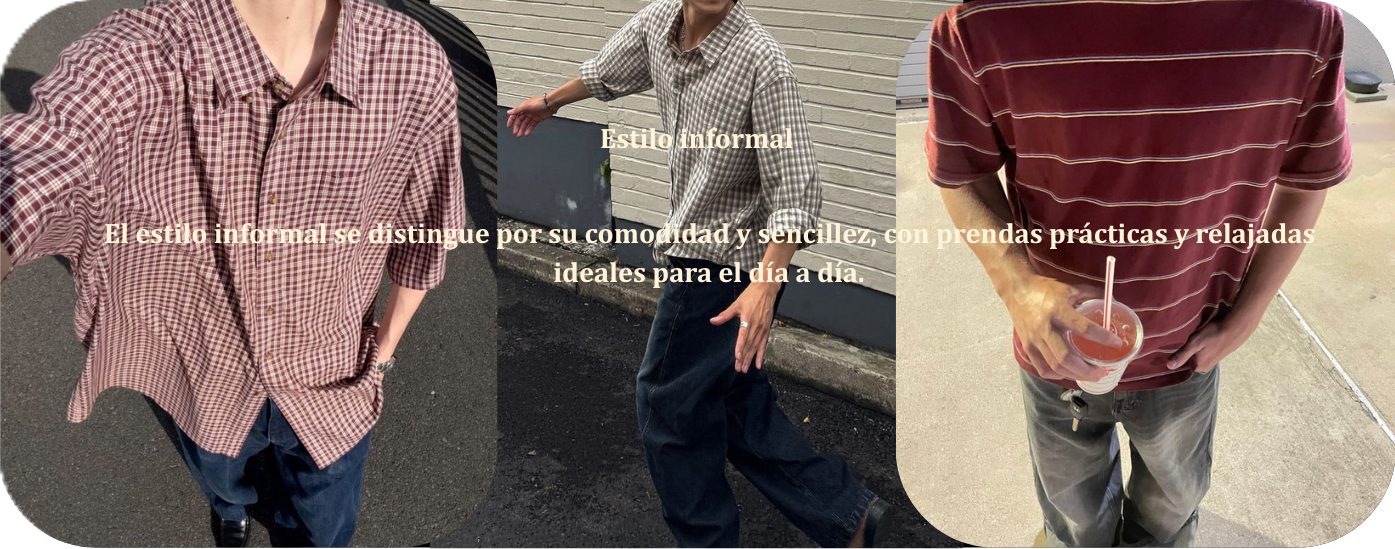 Estilo informal
El estilo informal se distingue por su comodidad y sencillez, con prendas prácticas y relajadas
ideales para el día a día.